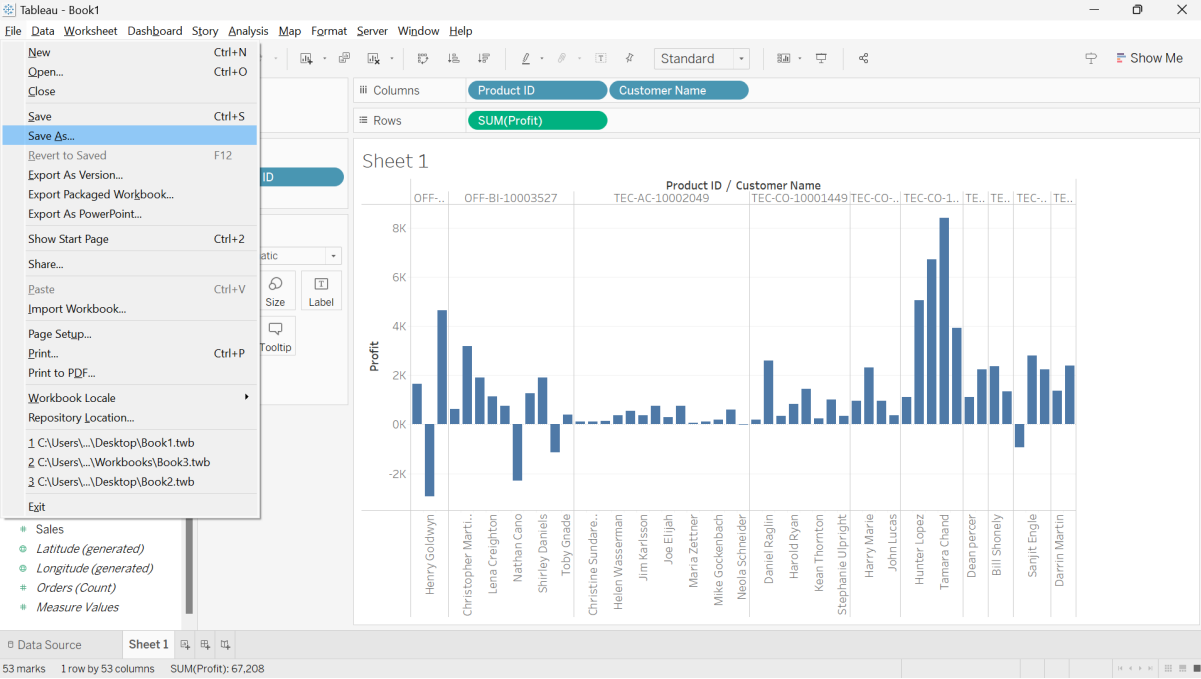 Tableau - Book1
File Data Worksheet Dashboard Story Analysis Map Format Server Window Help
New Ctrl+N
Open... Ctrl+O
Close
Save Ctrl+S
Save As...
Revert to Saved F12
Export As Version...
Export Packaged Workbook...
Export As PowerPoint...
Show Start Page Ctrl+2
Share...
Paste Ctrl+V
Import Workbook...
Page Setup...
Print... Ctrl+P
Print to PDF...
Workbook Locale
Repository Location...
1 C:\Users\...\Desktop\Book1.twb
2 C:\Users\...\Workbooks\Book3.twb
3 C:\Users\...\Desktop\Book2.twb
Exit
Standard
Show Me
Columns Product ID Customer Name
Rows SUM(Profit)
ID
atic
Size Label
Tooltip
Sheet 1
Product ID / Customer Name
OFF-.. OFF-BI-10003527 TEC-AC-10002049 TEC-CO-10001449 TEC-CO-.. TEC-CO-1.. TE.. TE.. TEC-.. TE..
8K
6K
4K
2K
0K
-2K
Profit
Henry Goldwyn
Christopher Marti..
Lena Creighton
Nathan Cano
Shirley Daniels
Toby Gnade
Christine Sundare..
Helen Wasserman
Jim Karlsson
Joe Elijah
Maria Zettner
Mike Gockenbach
Neola Schneider
Daniel Raglin
Harold Ryan
Kean Thornton
Stephanie Ulpright
Harry Marie
John Lucas
Hunter Lopez
Tamara Chand
Dean percer
Bill Shonely
Sanjit Engle
Darrin Martin
Sales
Latitude (generated)
Longitude (generated)
Orders (Count)
Measure Values
Data Source Sheet 1
53 marks 1 row by 53 columns SUM(Profit): 67,208